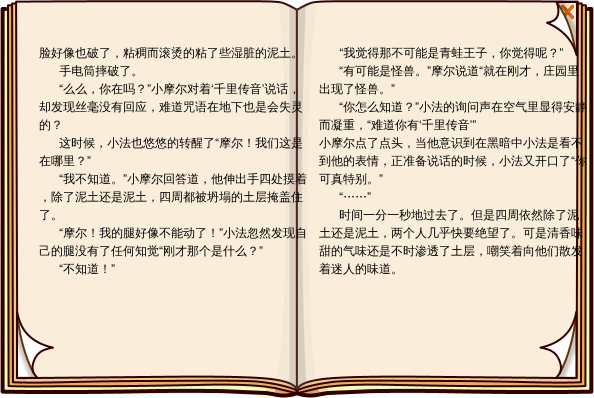 脸好像也破了，粘稠而滚烫的粘了些湿脏的泥土。
手电筒摔破了。
“么么，你在吗？”小摩尔对着‘千里传音’说话，
却发现丝毫没有回应，难道咒语在地下也是会失灵
的？
这时候，小法也悠悠的转醒了“摩尔！我们这是
在哪里？”
“我不知道。”小摩尔回答道，他伸出手四处摸着
，除了泥土还是泥土，四周都被坍塌的土层掩盖住
了。
“摩尔！我的腿好像不能动了！”小法忽然发现自
己的腿没有了任何知觉“刚才那个是什么？”
“不知道！”
“我觉得那不可能是青蛙王子，你觉得呢？”
“有可能是怪兽。”摩尔说道“就在刚才，庄园里
出现了怪兽。”
“你怎么知道？”小法的询问声在空气里显得安静
而凝重，“难道你有‘千里传音’”
小摩尔点了点头，当他意识到在黑暗中小法是看不
到他的表情，正准备说话的时候，小法又开口了“你
可真特别。”
“……”
时间一分一秒地过去了。但是四周依然除了泥
土还是泥土，两个人几乎快要绝望了。可是清香味
甜的气味还是不时渗透了土层，嘲笑着向他们散发
着迷人的味道。